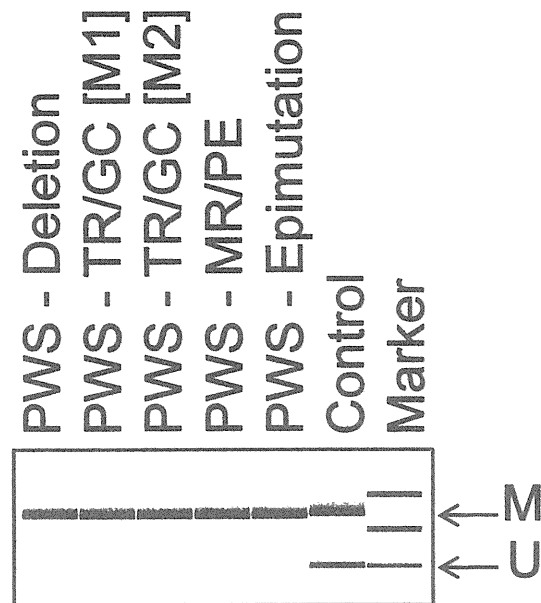 PWS - Deletion
PWS - TR/GC [M1]
PWS - TR/GC [M2]
PWS - MR/PE
PWS - Epimutation
Control
Marker
M
U